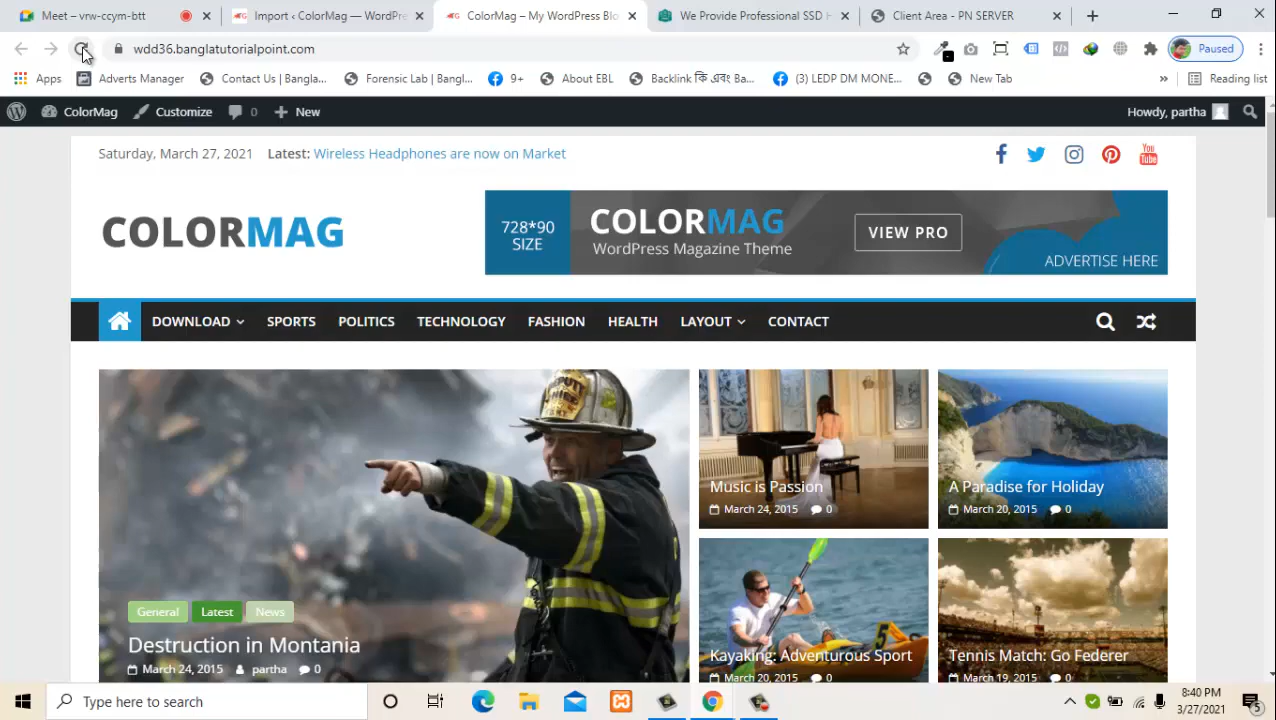 Meet – vrw-ccym-btt
Import ‹ ColorMag — WordPre
ColorMag – My WordPress Blo
We Provide Professional SSD H
Client Area - PN SERVER
wdd36.banglatutorialpoint.com
Paused
Apps
Adverts Manager
Contact Us | Bangla...
Forensic Lab | Bangl...
9+
About EBL
Backlink কি এবং Ba...
(3) LEDP DM MONE...
New Tab
»
Reading list
ColorMag
Customize
0
New
Howdy, partha
Saturday, March 27, 2021
Latest: Wireless Headphones are now on Market
You
Tube
COLORMAG
728*90
SIZE
COLORMAG
WordPress Magazine Theme
VIEW PRO
ADVERTISE HERE
DOWNLOAD
SPORTS
POLITICS
TECHNOLOGY
FASHION
HEALTH
LAYOUT
CONTACT
General
Latest
News
Destruction in Montania
March 24, 2015
partha
0
Music is Passion
March 24, 2015
0
A Paradise for Holiday
March 20, 2015
0
Kayaking: Adventurous Sport
March 20, 2015
0
Tennis Match: Go Federer
March 19, 2015
0
Type here to search
8:40 PM
3/27/2021
5